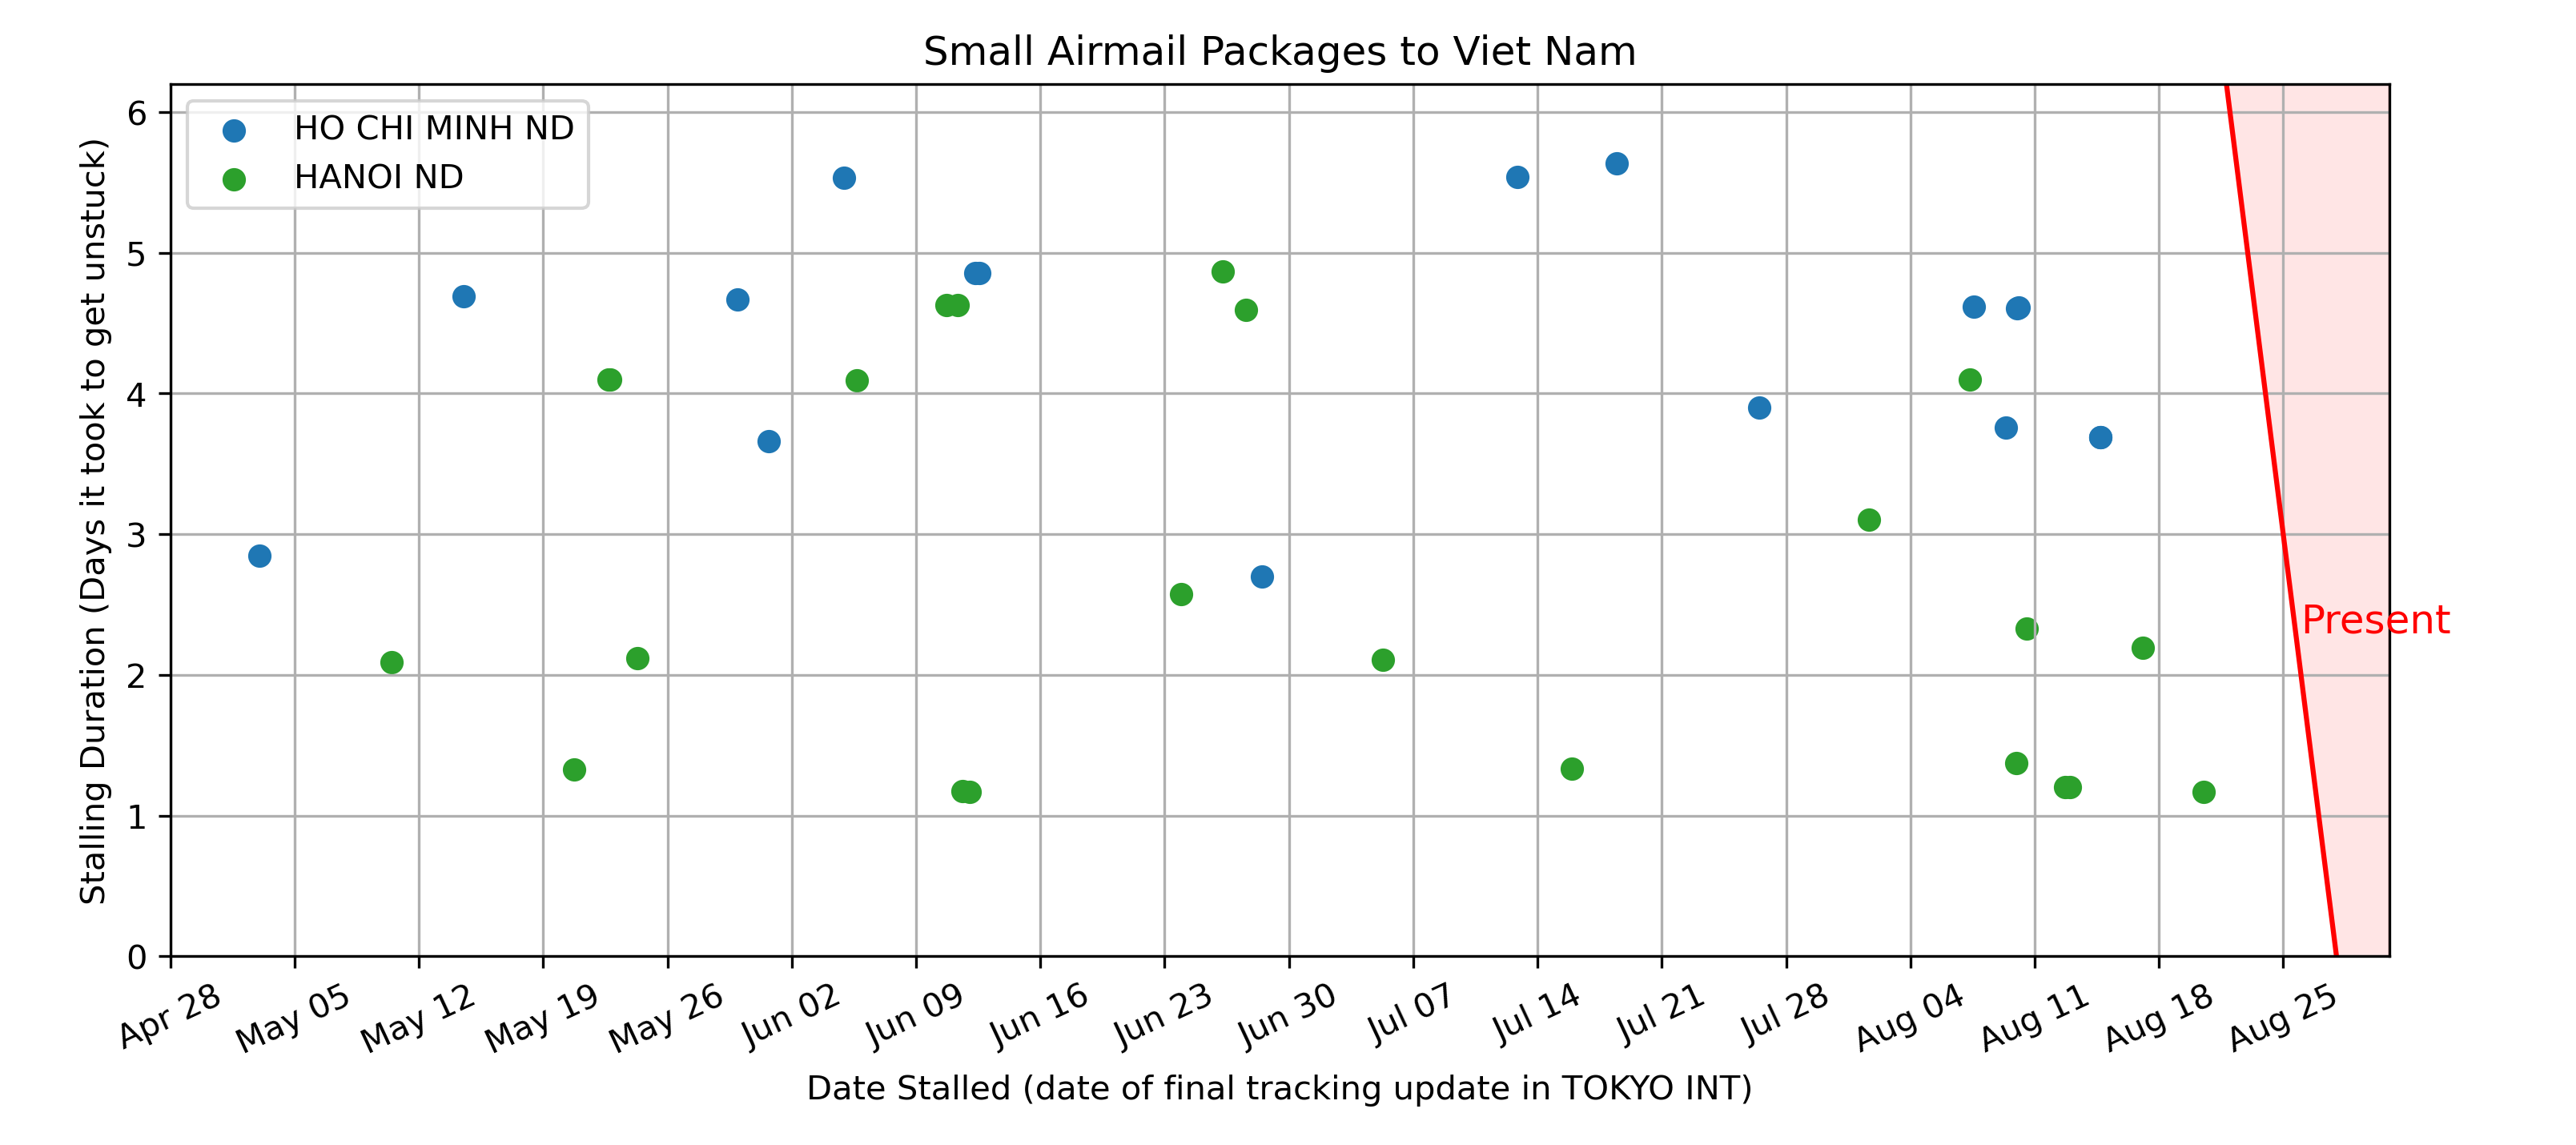 Small Airmail Packages to Viet Nam
HO CHI MINH ND
HANOI ND
Stalling Duration (Days it took to get unstuck)
6
5
4
3
2
1
0
Present
Apr 28
May 05
May 12
May 19
May 26
Jun 02
Jun 09
Jun 16
Jun 23
Jun 30
Jul 07
Jul 14
Jul 21
Jul 28
Aug 04
Aug 11
Aug 18
Aug 25
Date Stalled (date of final tracking update in TOKYO INT)